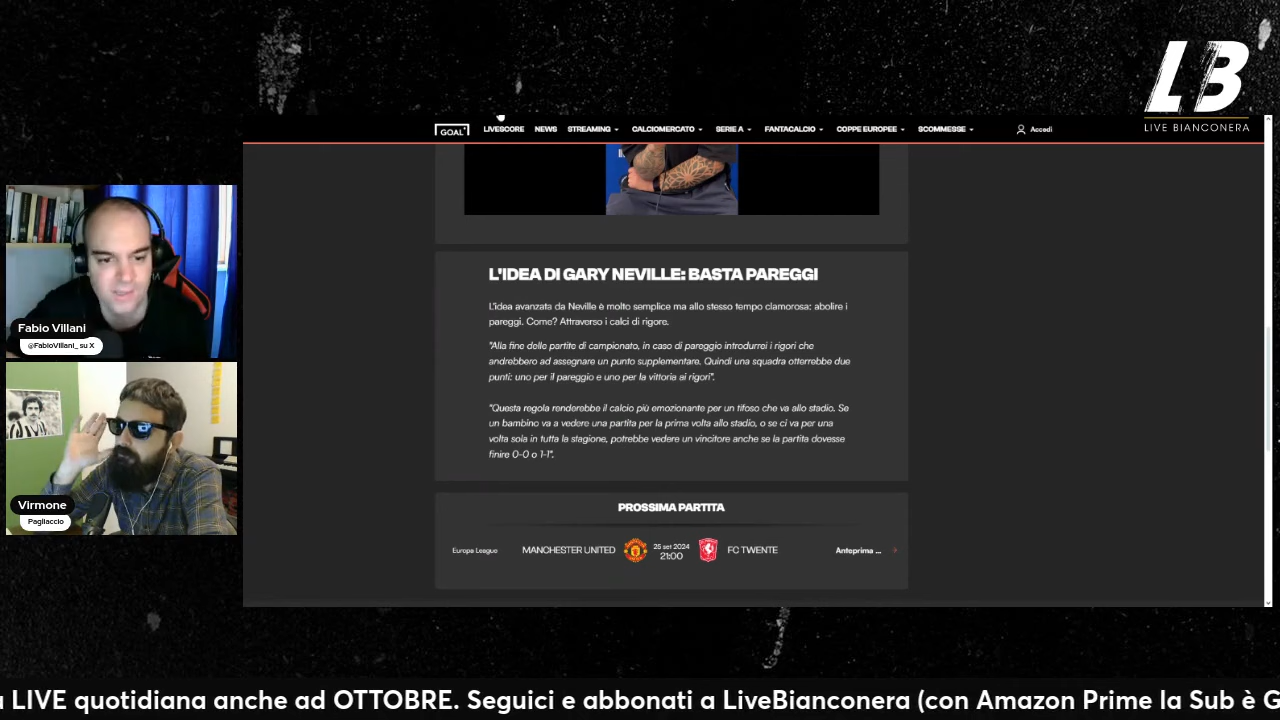 LB
LIVE BIANCONERA
GOAL
LIVESCORE NEWS STREAMING CALCIOMERCATO SERIE A FANTACALCIO COPPE EUROPEE SCOMMESSE Accedi
Fabio Villani
@FabioVillani_ su X
Virmone
Pagliaccio
L'IDEA DI GARY NEVILLE: BASTA PAREGGI
L'idea avanzata da Neville è molto semplice ma allo stesso tempo clamorosa: abolire i
pareggi. Come? Attraverso i calci di rigore.
"Alla fine delle partite di campionato, in caso di pareggio introdurrei i rigori che
andrebbero ad assegnare un punto supplementare. Quindi una squadra otterrebbe due
punti: uno per il pareggio e uno per la vittoria ai rigori".
"Questa regola renderebbe il calcio più emozionante per un tifoso che va allo stadio. Se
un bambino va a vedere una partita per la prima volta allo stadio, o se ci va per una
volta sola in tutta la stagione, potrebbe vedere un vincitore anche se la partita dovesse
finire 0-0 o 1-1".
PROSSIMA PARTITA
Europa League MANCHESTER UNITED 25 set 2024 FC TWENTE Anteprima ...
21:00
LIVE quotidiana anche ad OTTOBRE. Seguici e abbonati a LiveBianconera (con Amazon Prime la Sub è G